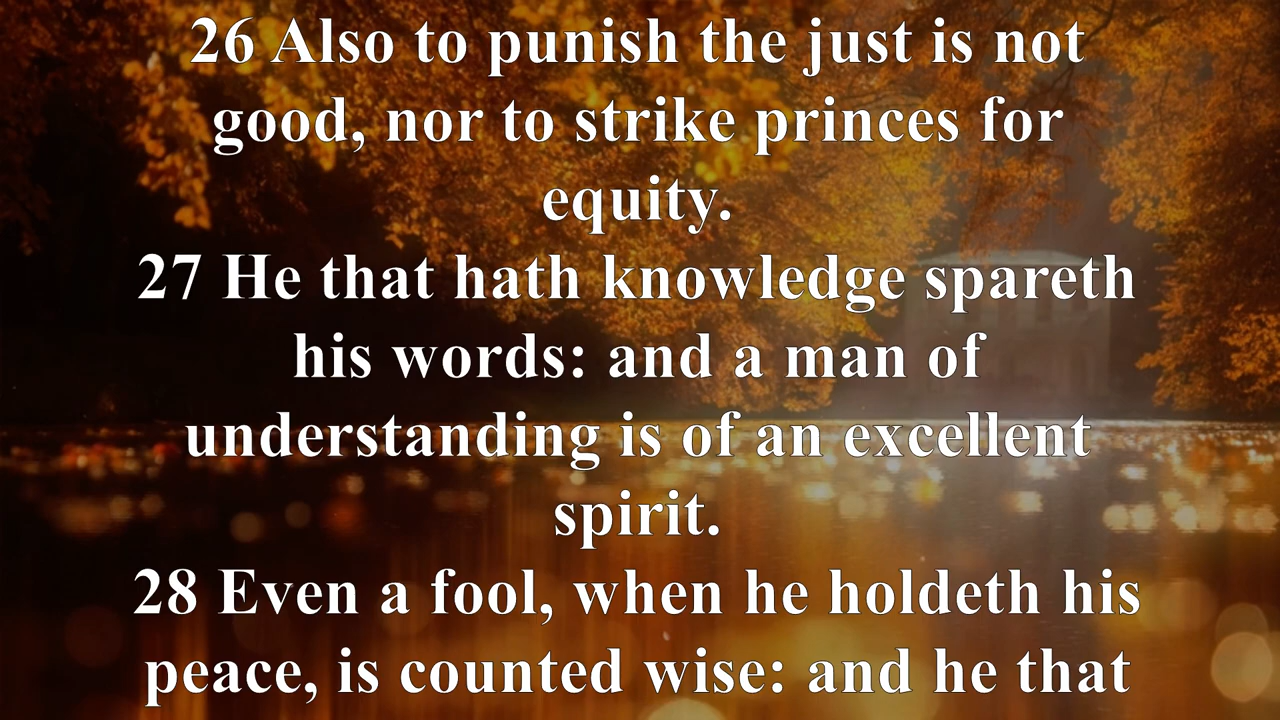 26 Also to punish the just is not
good, nor to strike princes for
equity.
27 He that hath knowledge spareth
his words: and a man of
understanding is of an excellent
spirit.
28 Even a fool, when he holdeth his
peace, is counted wise: and he that